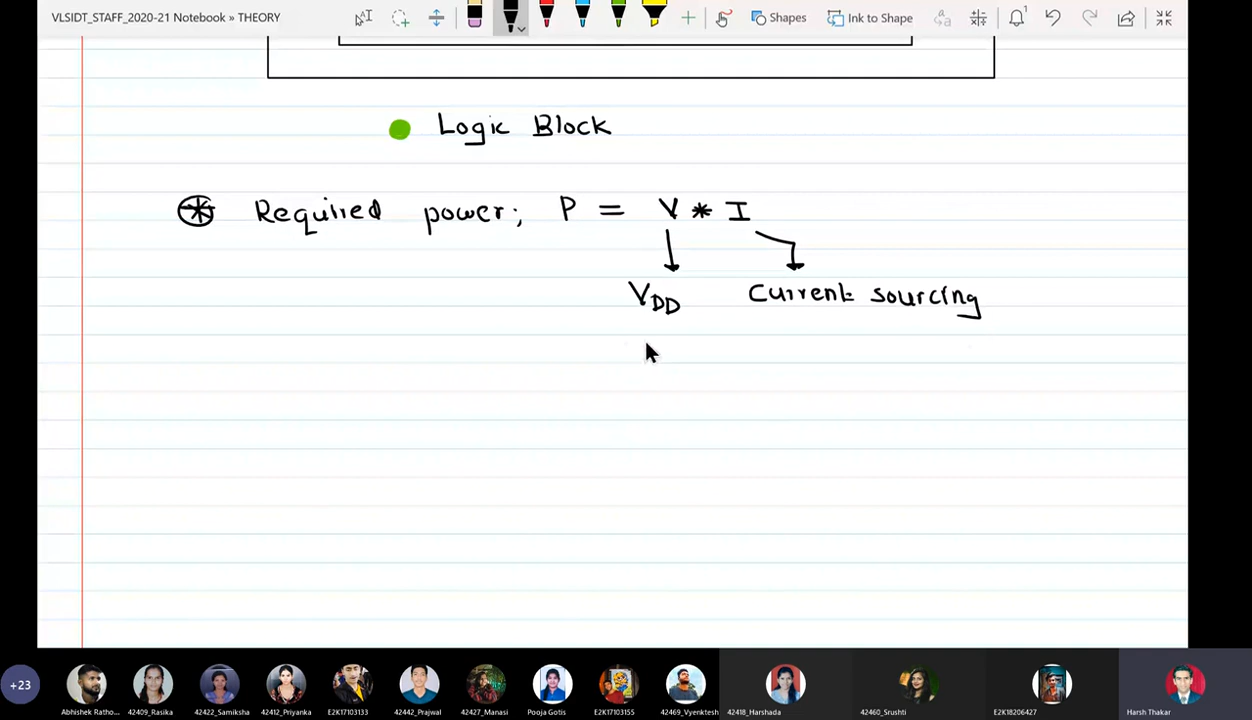 VLSIDT_STAFF_2020-21 Notebook » THEORY
Shapes
Ink to Shape
Logic Block
Required power; P = V * I
VDD
Current sourcing
+23
Abhishek Ratho...
42409_Rasika
42422_Samiksha
42412_Priyanka
E2K17103133
42442_Prajwal
42427_Manasi
Pooja Gotis
E2K17103155
42469_Vyenktesh
42418_Harshada
42460_Srushti
E2K18206427
Harsh Thakar